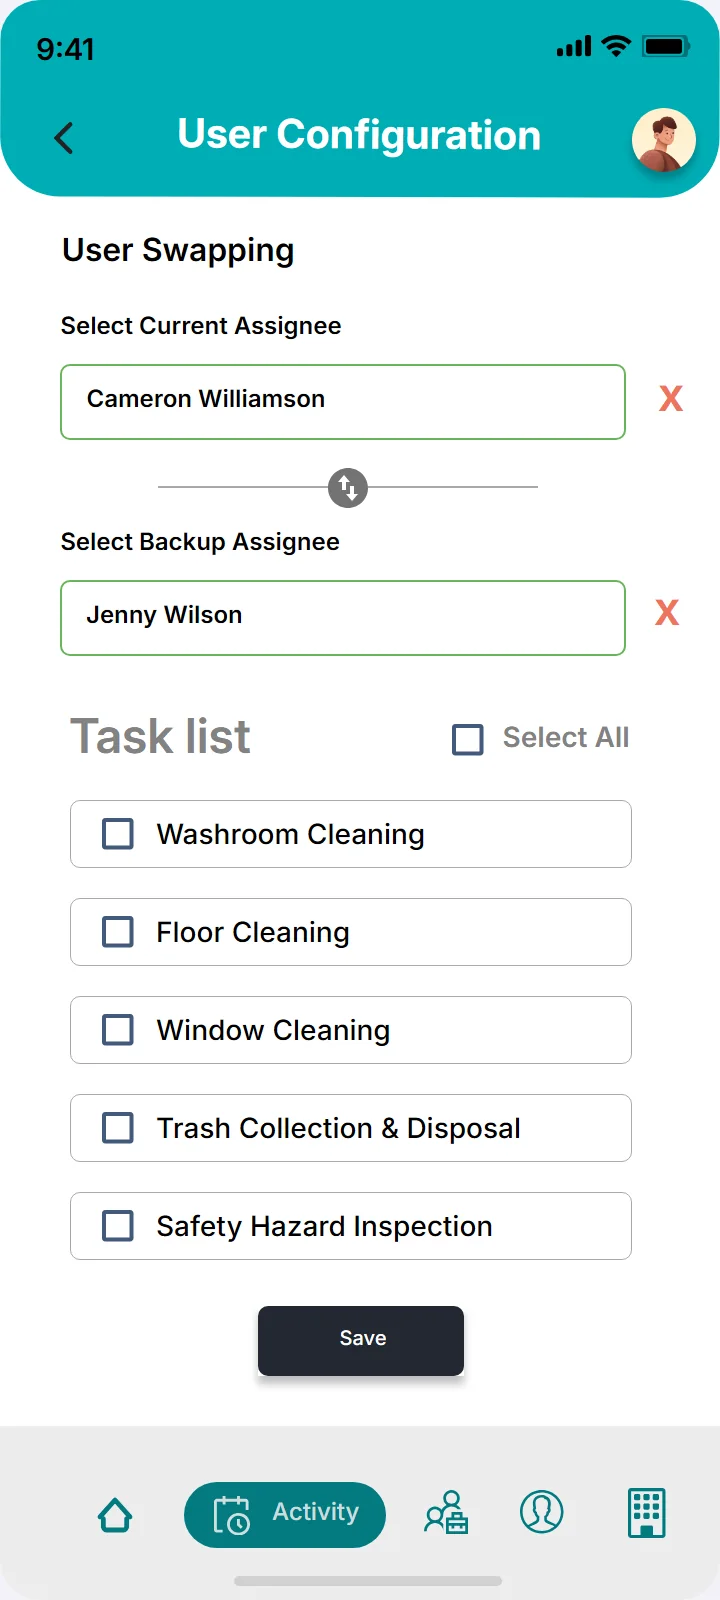 9:41
User Configuration
User Swapping
Select Current Assignee
Cameron Williamson
X
Select Backup Assignee
Jenny Wilson
X
Task list
Select All
Washroom Cleaning
Floor Cleaning
Window Cleaning
Trash Collection & Disposal
Safety Hazard Inspection
Save
Activity